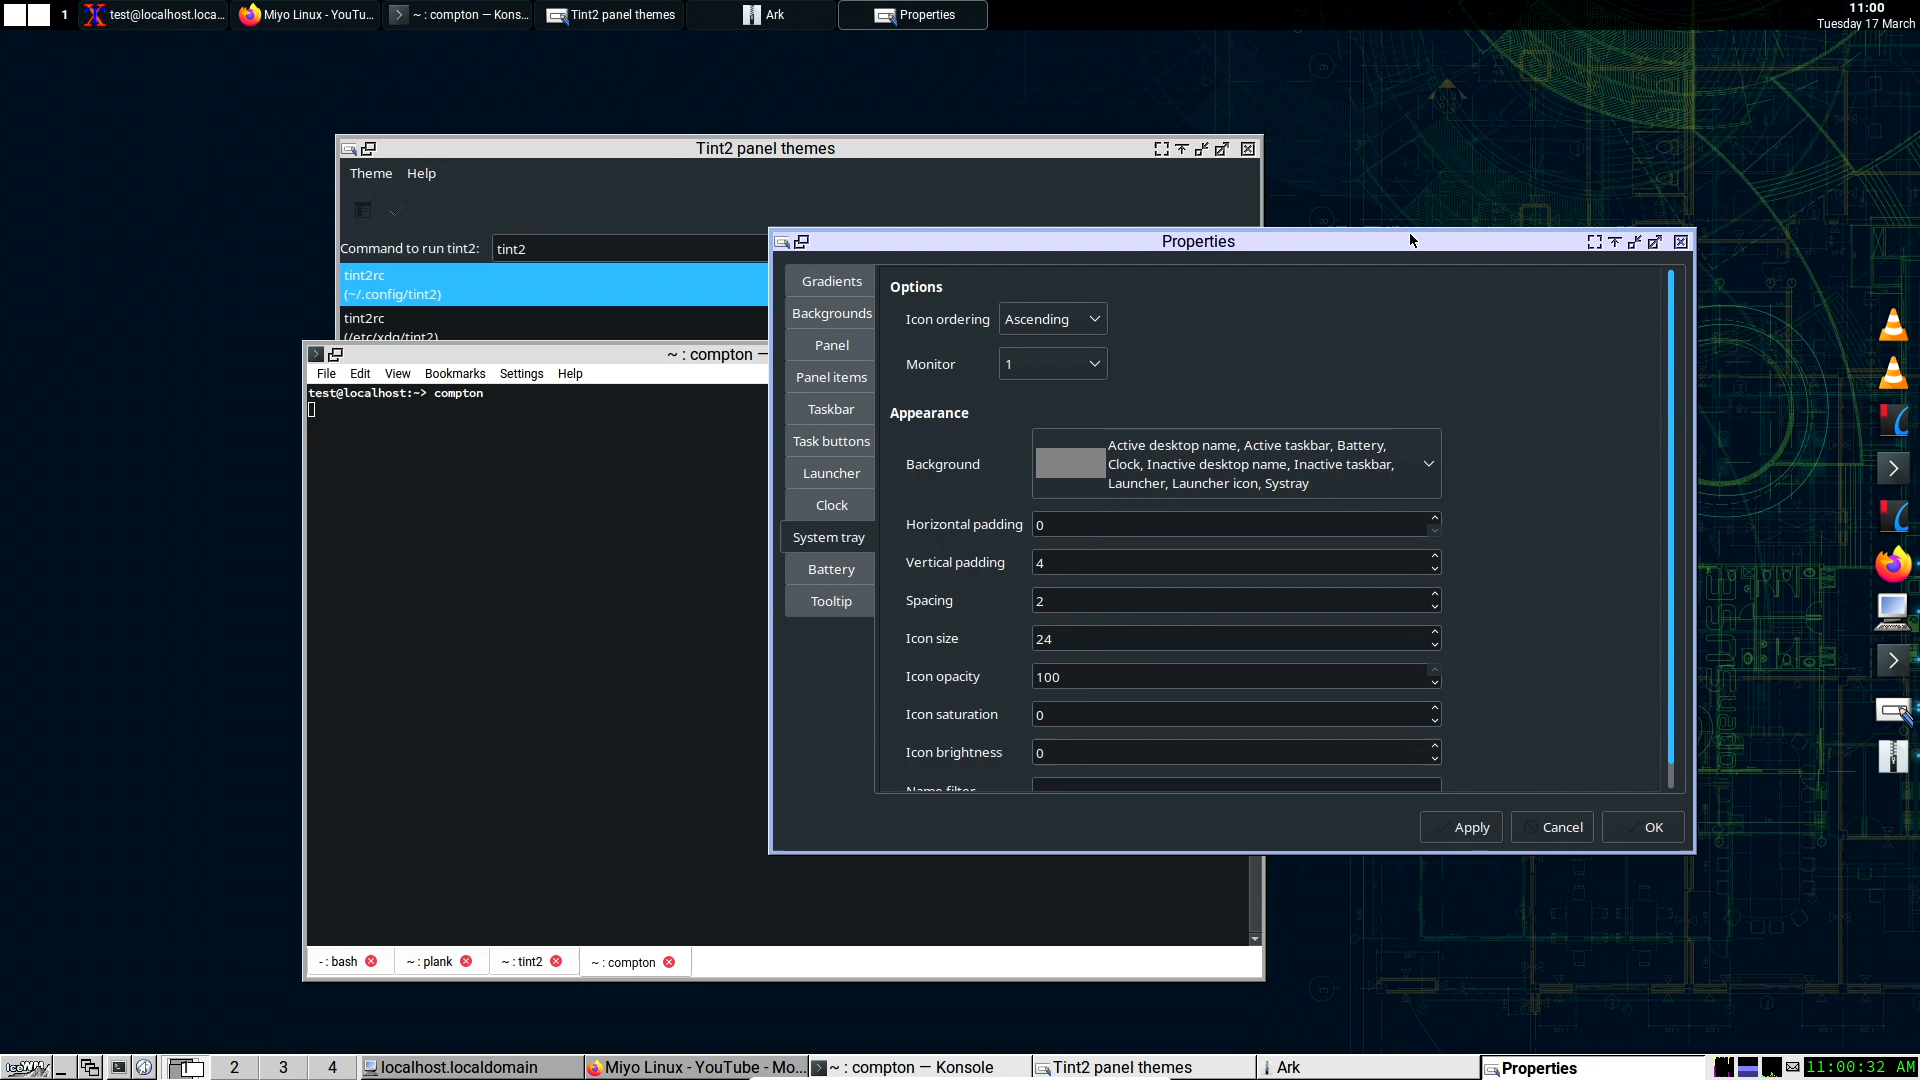 1
test@localhost.loca...
Miyo Linux - YouTu...
~ : compton — Kons...
Tint2 panel themes
Ark
Properties
11:00
Tuesday 17 March
Tint2 panel themes
Theme
Help
Command to run tint2:
tint2
tint2rc
(~/.config/tint2)
tint2rc
(/etc/xdg/tint2)
~ : compton —
File
Edit
View
Bookmarks
Settings
Help
test@localhost:~> compton
- : bash
~ : plank
~ : tint2
~ : compton
Properties
Gradients
Backgrounds
Panel
Panel items
Taskbar
Task buttons
Launcher
Clock
System tray
Battery
Tooltip
Options
Icon ordering
Ascending
Monitor
1
Appearance
Background
Active desktop name, Active taskbar, Battery,
Clock, Inactive desktop name, Inactive taskbar,
Launcher, Launcher icon, Systray
Horizontal padding
0
Vertical padding
4
Spacing
2
Icon size
24
Icon opacity
100
Icon saturation
0
Icon brightness
0
Name filter
Apply
Cancel
OK
openSUSE
IceWM
2
3
4
localhost.localdomain
Miyo Linux - YouTube - Mo...
~ : compton — Konsole
Tint2 panel themes
Ark
Properties
11:00:32 AM